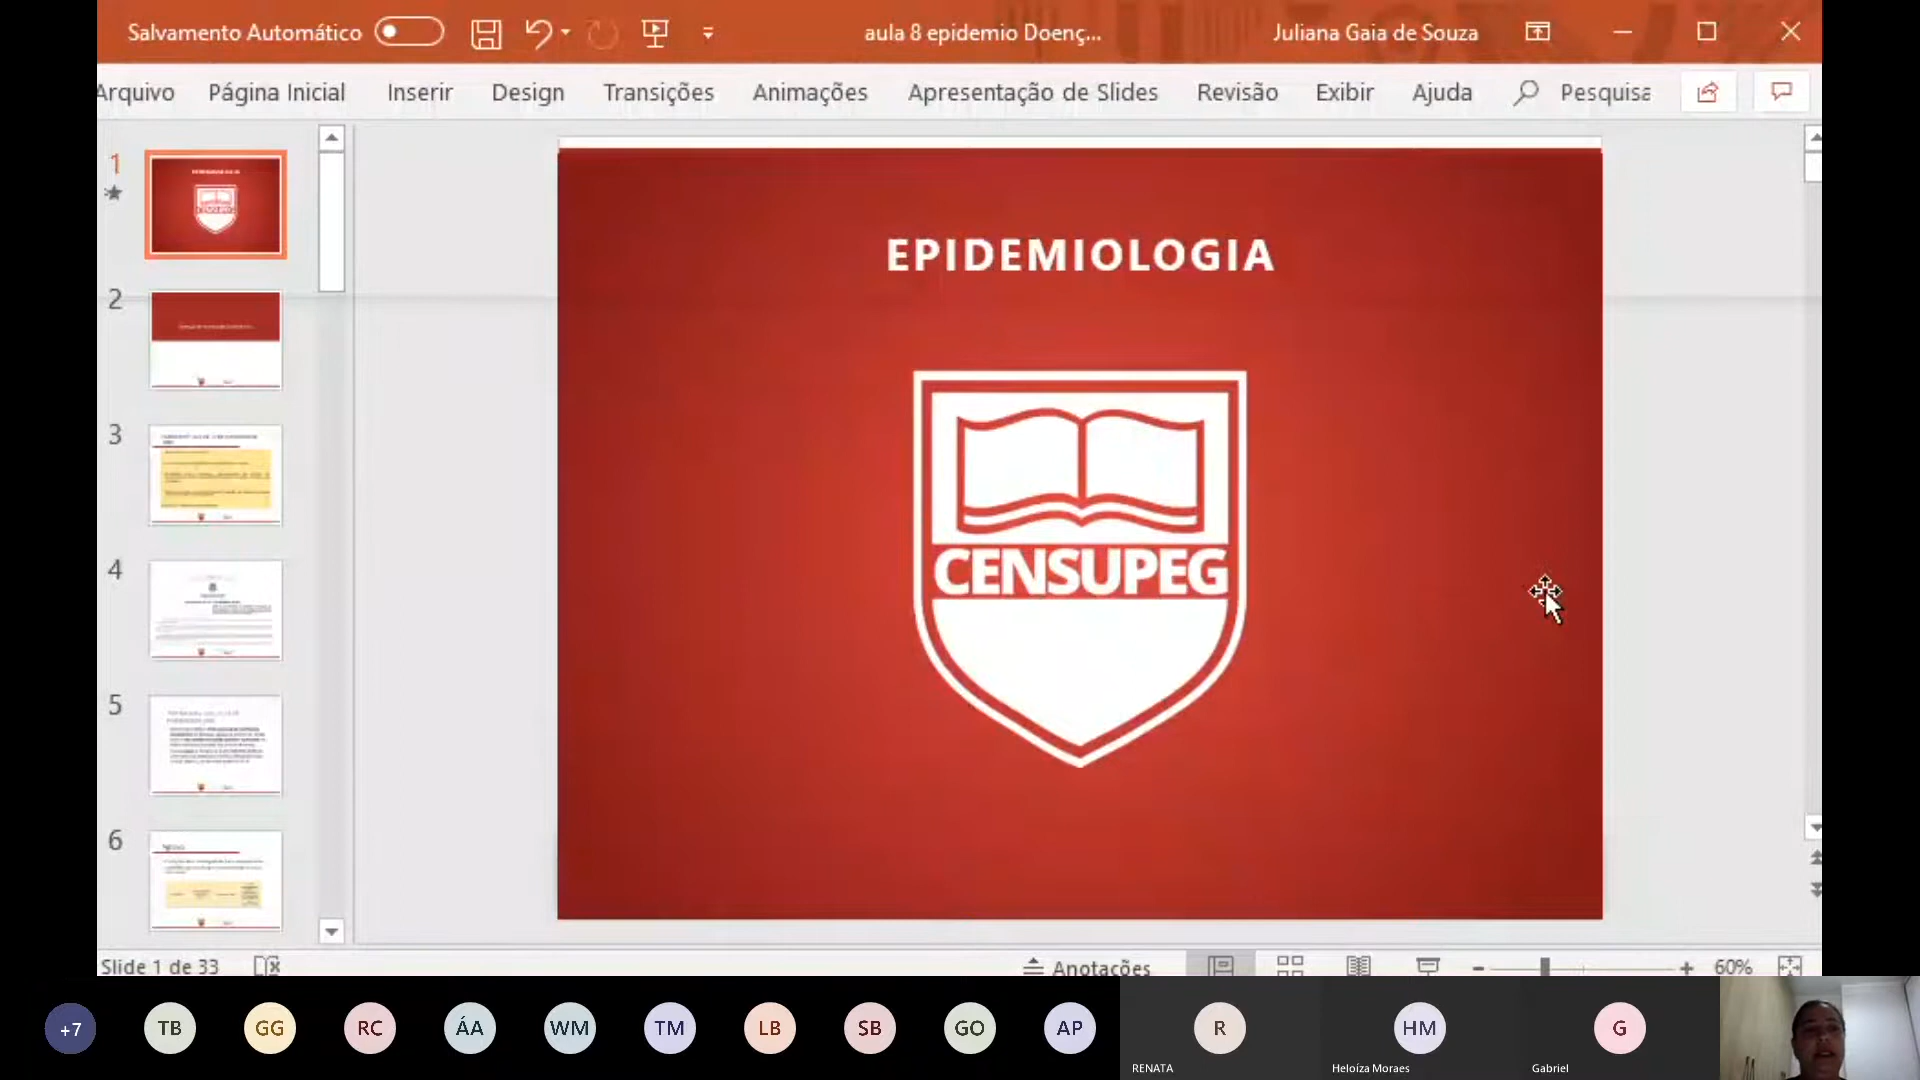 Salvamento Automático
aula 8 epidemio Doenç...
Juliana Gaia de Souza
Arquivo Página Inicial Inserir Design Transições Animações Apresentação de Slides Revisão Exibir Ajuda Pesquisa
1
2
3
4
5
6
EPIDEMIOLOGIA
CENSUPEG
Slide 1 de 33
Anotações
60%
+7 TB GG RC ÁA WM TM LB SB GO AP R HM G
RENATA Heloíza Moraes Gabriel